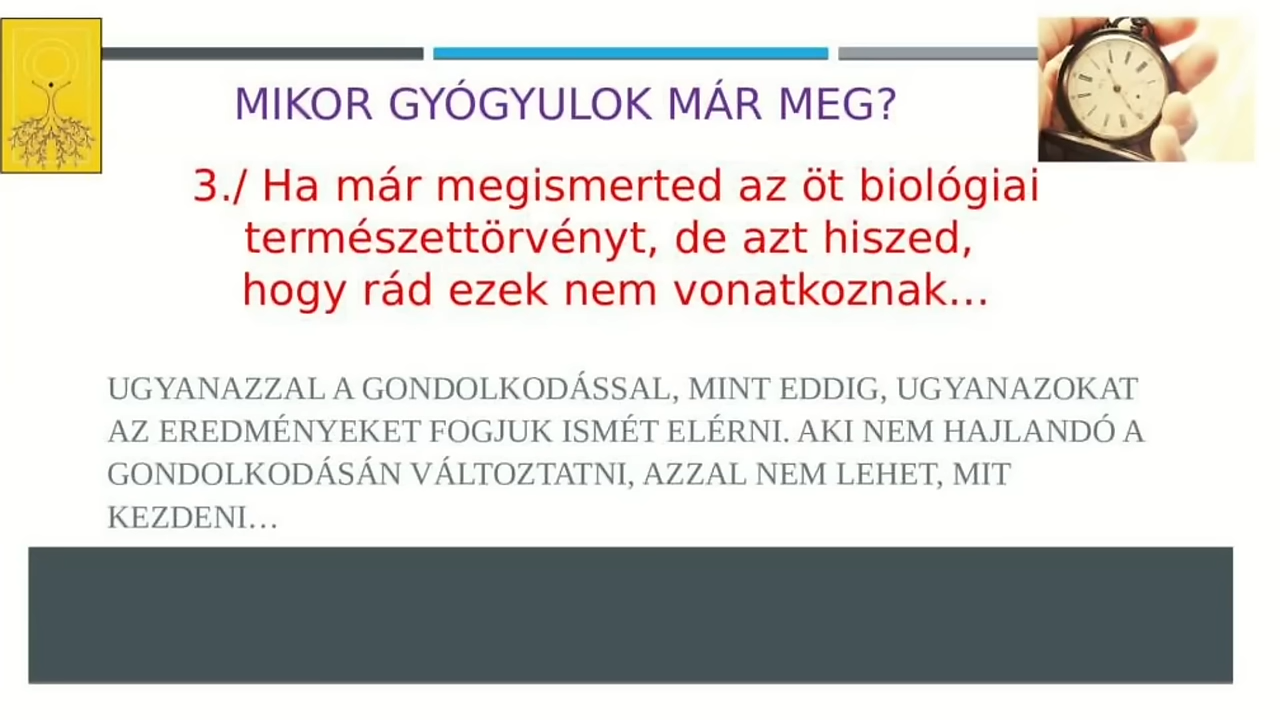 MIKOR GYÓGYULOK MÁR MEG?
3./ Ha már megismerted az öt biológiai
természettörvényt, de azt hiszed,
hogy rád ezek nem vonatkoznak…
UGYANAZZAL A GONDOLKODÁSSAL, MINT EDDIG, UGYANAZOKAT
AZ EREDMÉNYEKET FOGJUK ISMÉT ELÉRNI. AKI NEM HAJLANDÓ A
GONDOLKODÁSÁN VÁLTOZTATNI, AZZAL NEM LEHET, MIT
KEZDENI…